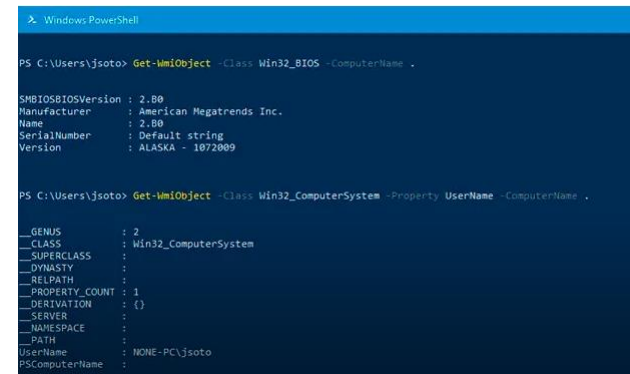 Windows PowerShell
PS C:\Users\jsoto> Get-WmiObject -Class Win32_BIOS -ComputerName .
SMBIOSBIOSVersion : 2.B0
Manufacturer      : American Megatrends Inc.
Name              : 2.B0
SerialNumber      : Default string
Version           : ALASKA - 1072009
PS C:\Users\jsoto> Get-WmiObject -Class Win32_ComputerSystem -Property UserName -ComputerName .
__GENUS          : 2
__CLASS          : Win32_ComputerSystem
__SUPERCLASS     :
__DYNASTY        :
__RELPATH        :
__PROPERTY_COUNT : 1
__DERIVATION     : {}
__SERVER         :
__NAMESPACE      :
__PATH           :
UserName         : NONE-PC\jsoto
PSComputerName   :